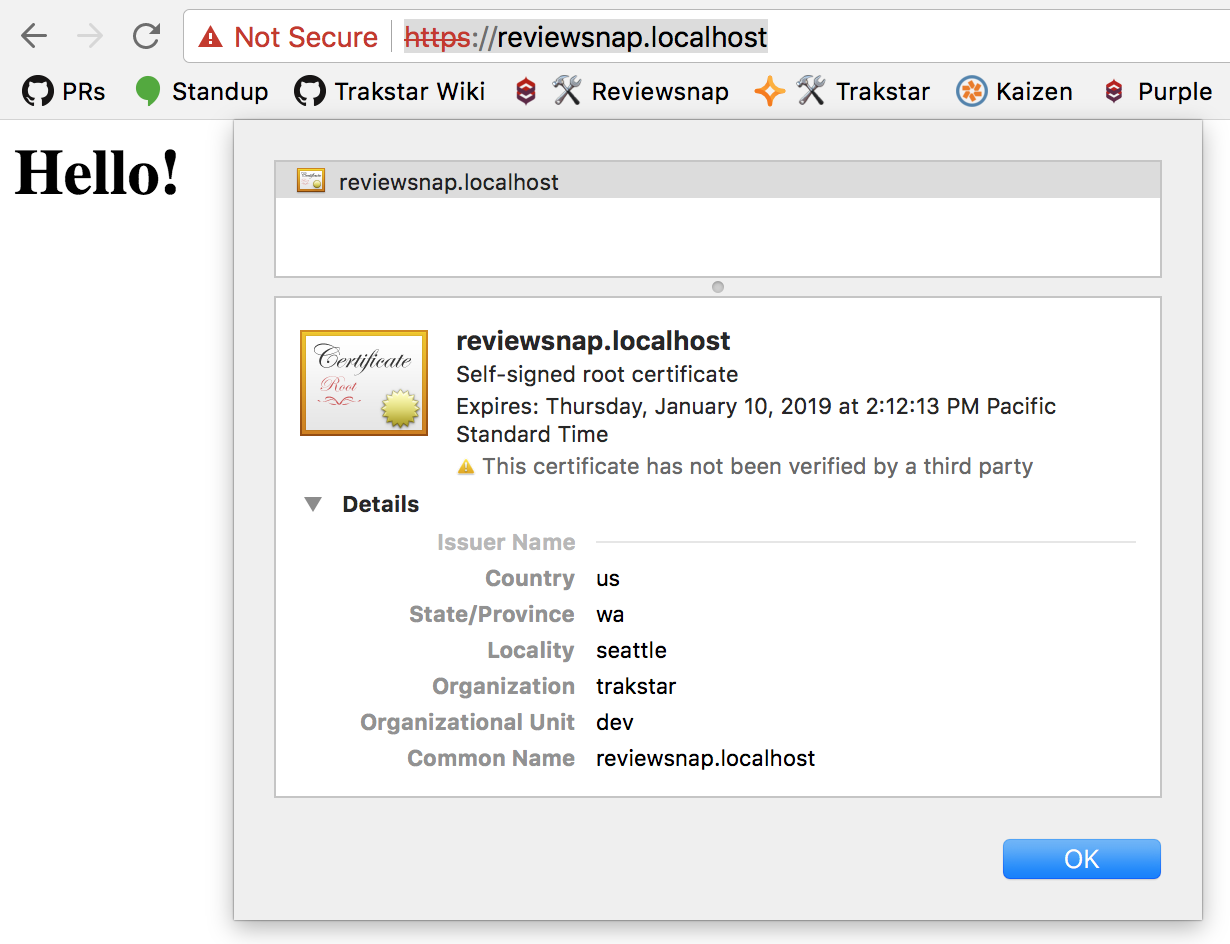 Not Secure https://reviewsnap.localhost
PRs Standup Trakstar Wiki Reviewsnap Trakstar Kaizen Purple
Hello!
reviewsnap.localhost
Certificate
Root
reviewsnap.localhost
Self-signed root certificate
Expires: Thursday, January 10, 2019 at 2:12:13 PM Pacific
Standard Time
This certificate has not been verified by a third party
Details
Issuer Name
Country us
State/Province wa
Locality seattle
Organization trakstar
Organizational Unit dev
Common Name reviewsnap.localhost
OK